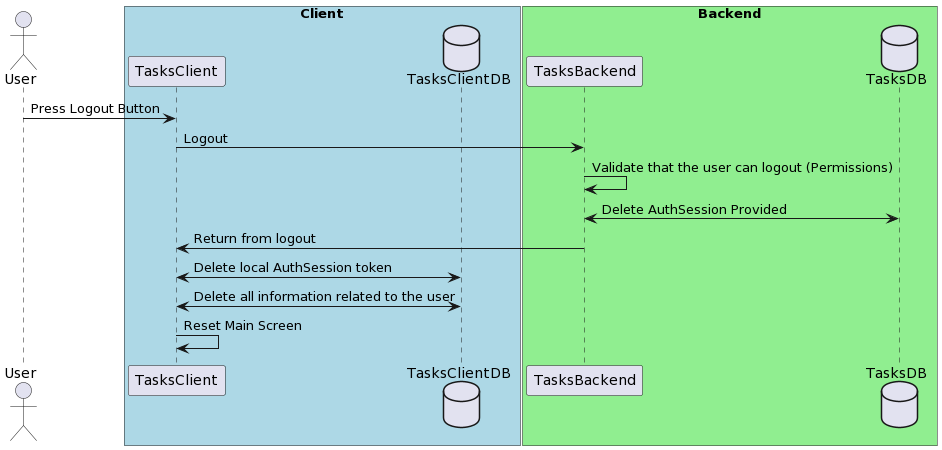 Client
Backend
User
TasksClient
TasksClientDB
TasksBackend
TasksDB
Press Logout Button
Logout
Validate that the user can logout (Permissions)
Delete AuthSession Provided
Return from logout
Delete local AuthSession token
Delete all information related to the user
Reset Main Screen
User
TasksClient
TasksClientDB
TasksBackend
TasksDB